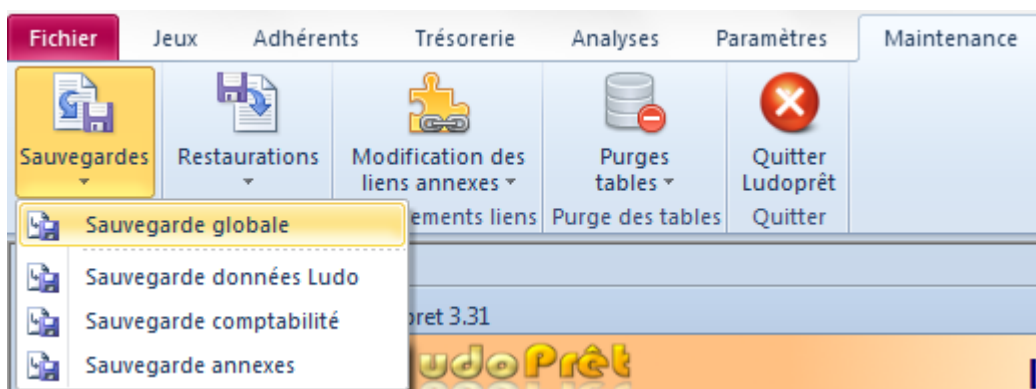 Fichier Jeux Adhérents Trésorerie Analyses Paramètres Maintenance
Sauvegardes Restaurations Modification des liens annexes Purges tables Quitter Ludoprêt
ements liens Purge des tables Quitter
Sauvegarde globale
Sauvegarde données Ludo
Sauvegarde comptabilité
Sauvegarde annexes
pret 3.31
LudoPrêt